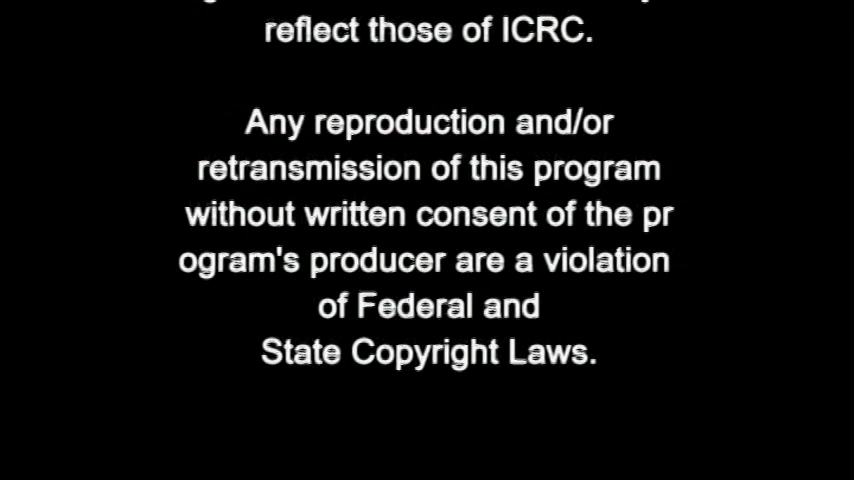 reflect those of ICRC.
Any reproduction and/or
retransmission of this program
without written consent of the pr
ogram's producer are a violation
of Federal and
State Copyright Laws.